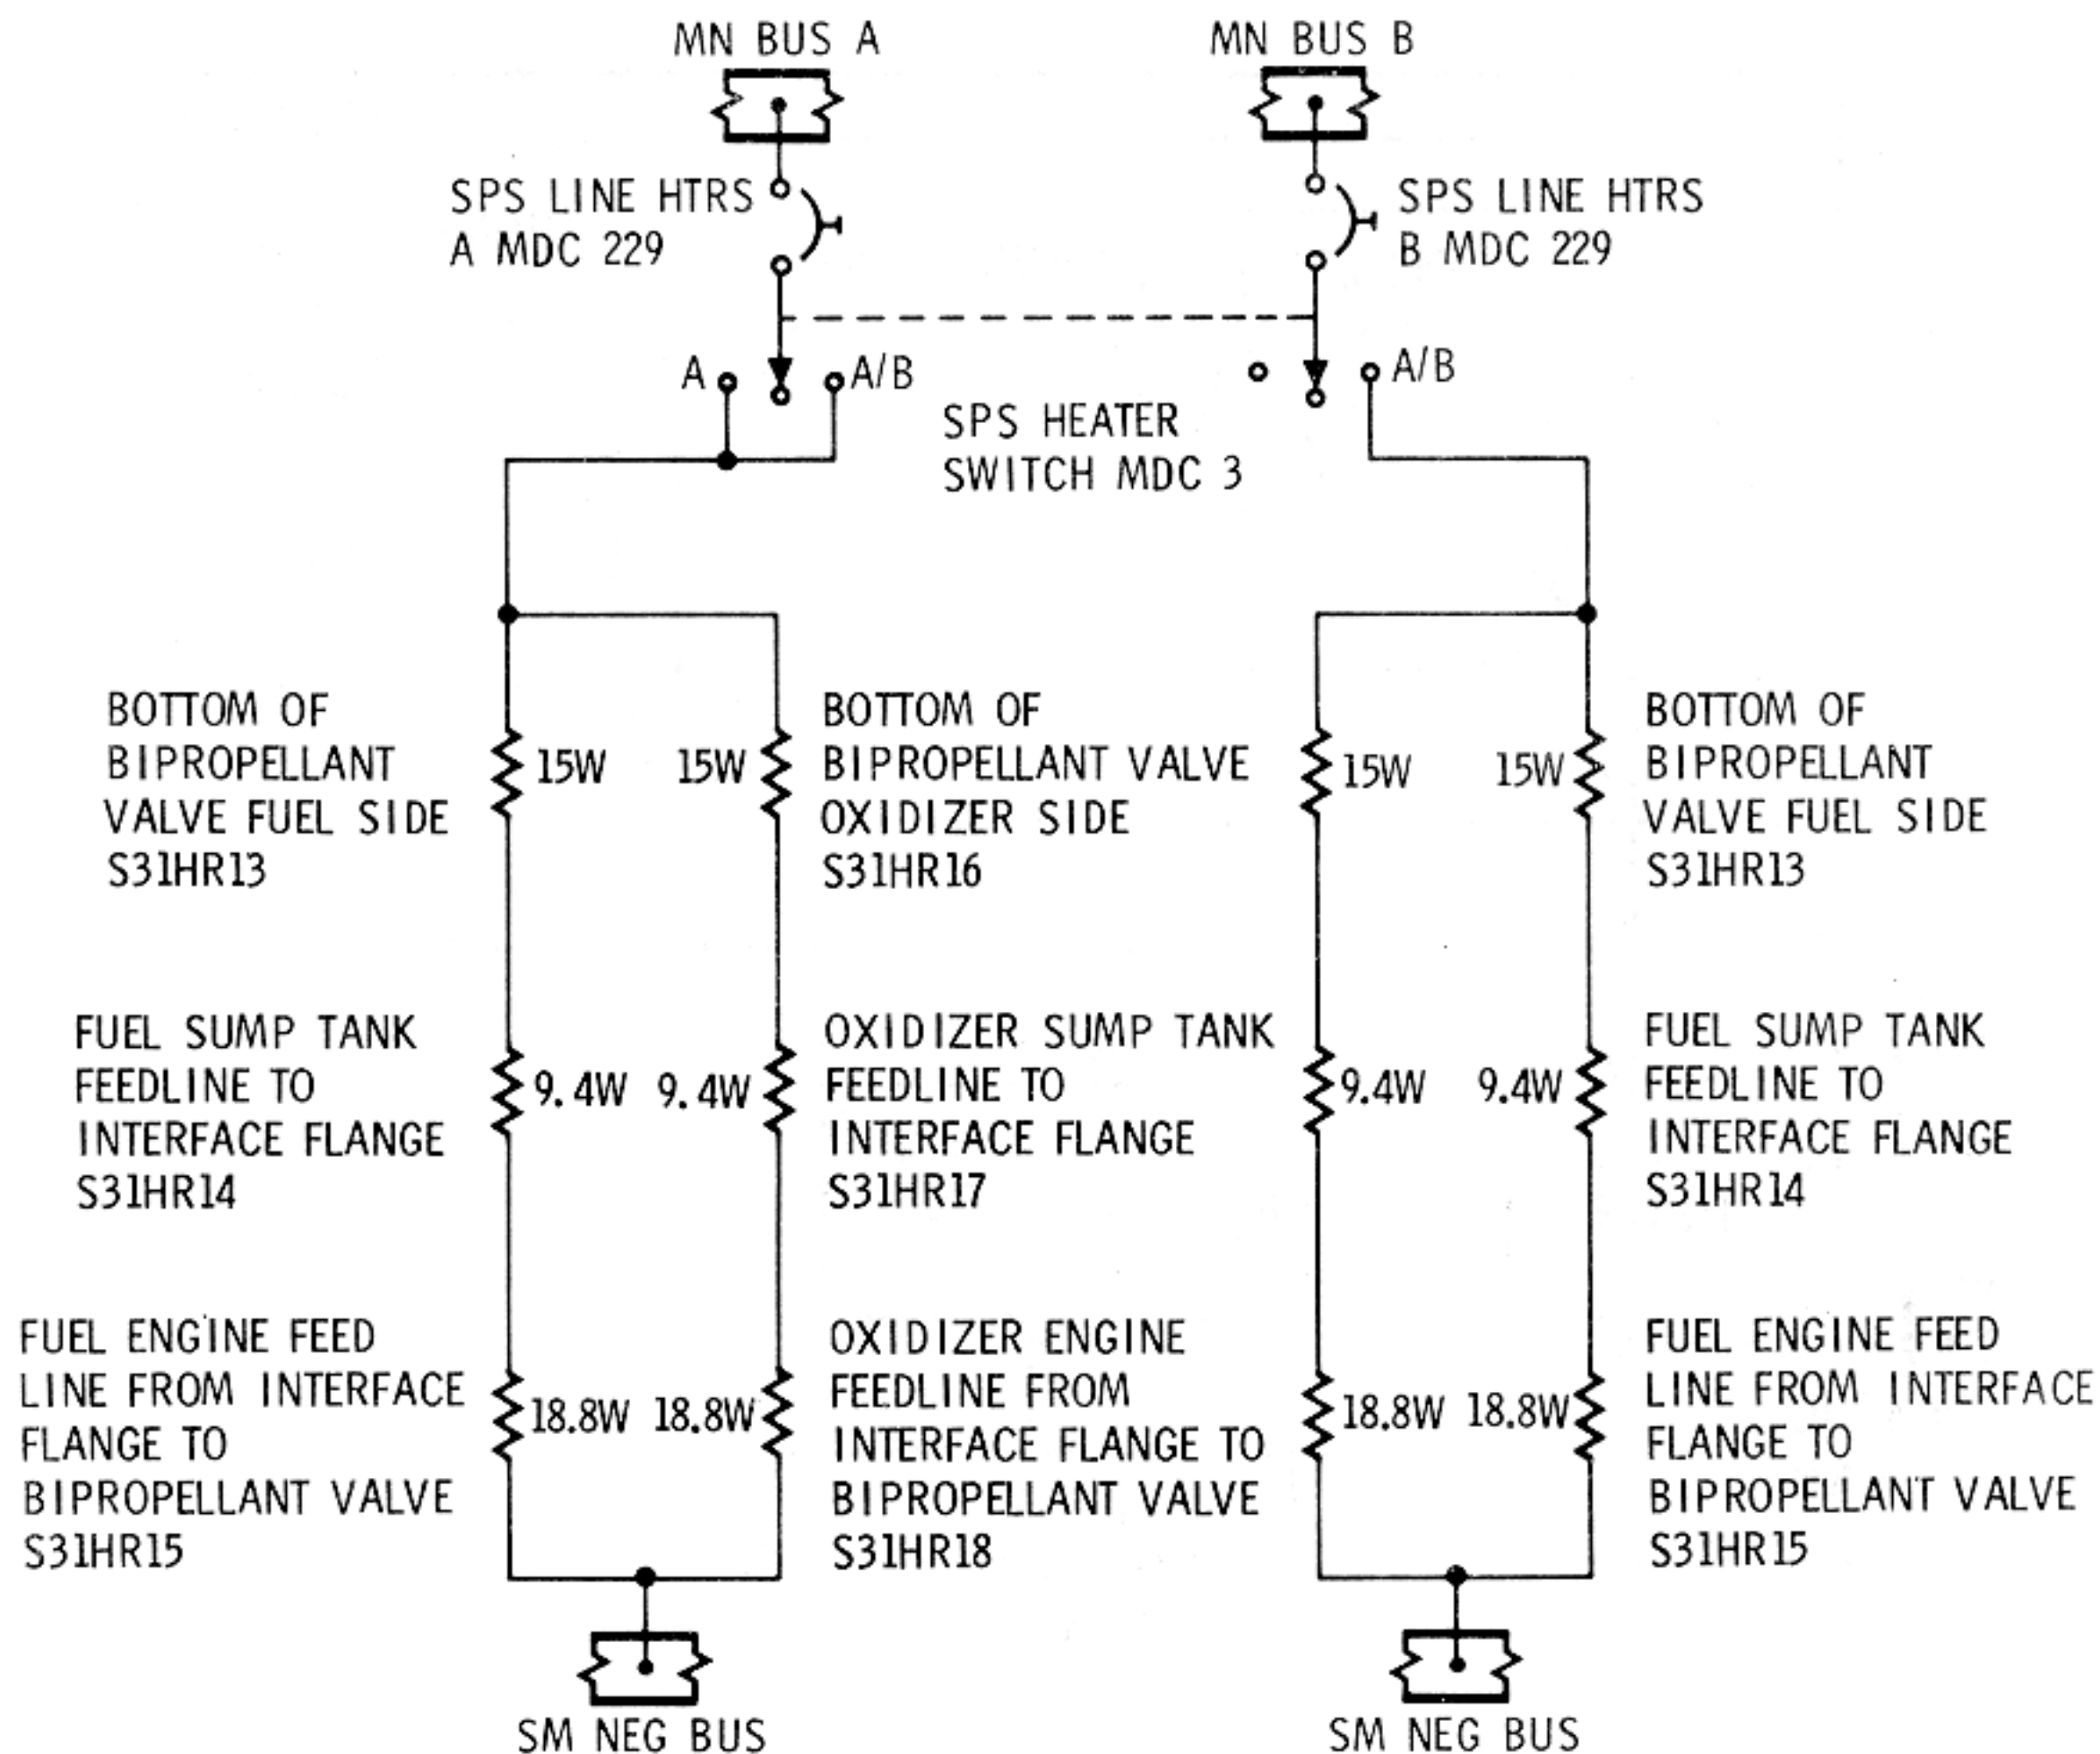 MN BUS A
MN BUS B
SPS LINE HTRS
A MDC 229
SPS LINE HTRS
B MDC 229
A
A/B
A/B
SPS HEATER
SWITCH MDC 3
BOTTOM OF
BIPROPELLANT
VALVE FUEL SIDE
S31HR13
15W
15W
BOTTOM OF
BIPROPELLANT VALVE
OXIDIZER SIDE
S31HR16
15W
15W
BOTTOM OF
BIPROPELLANT
VALVE FUEL SIDE
S31HR13
FUEL SUMP TANK
FEEDLINE TO
INTERFACE FLANGE
S31HR14
9.4W
9.4W
OXIDIZER SUMP TANK
FEEDLINE TO
INTERFACE FLANGE
S31HR17
9.4W
9.4W
FUEL SUMP TANK
FEEDLINE TO
INTERFACE FLANGE
S31HR14
FUEL ENGINE FEED
LINE FROM INTERFACE
FLANGE TO
BIPROPELLANT VALVE
S31HR15
18.8W
18.8W
OXIDIZER ENGINE
FEEDLINE FROM
INTERFACE FLANGE TO
BIPROPELLANT VALVE
S31HR18
18.8W
18.8W
FUEL ENGINE FEED
LINE FROM INTERFACE
FLANGE TO
BIPROPELLANT VALVE
S31HR15
SM NEG BUS
SM NEG BUS